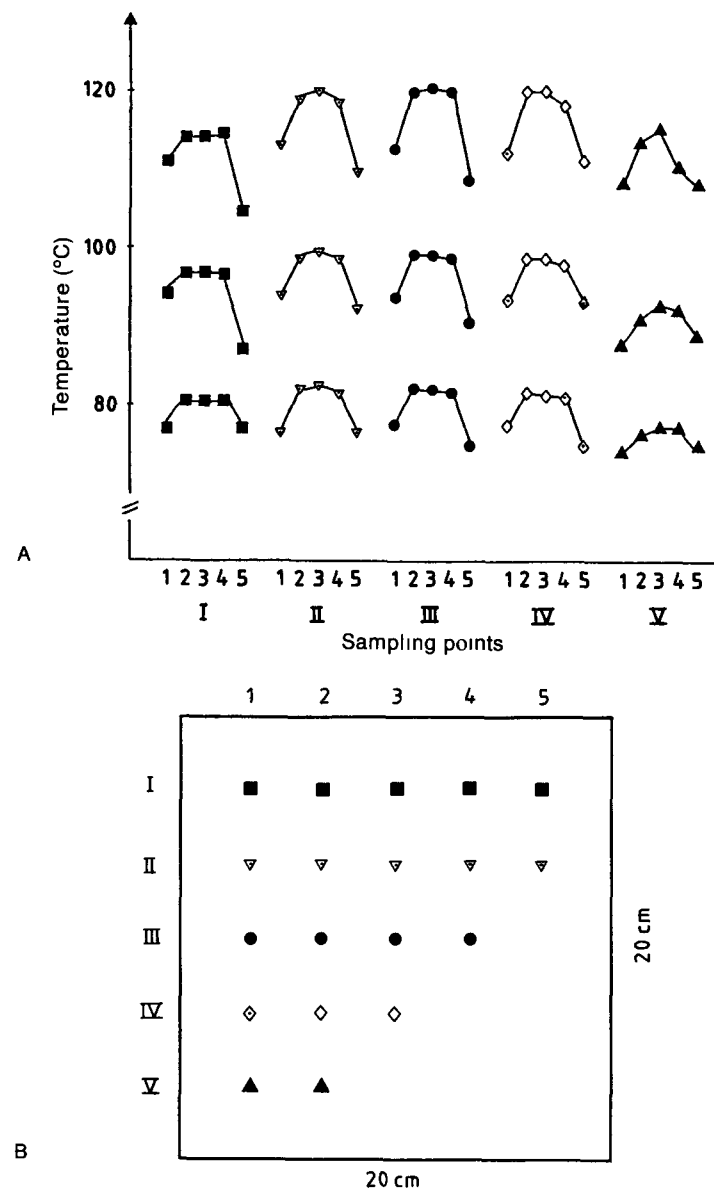 120
100
80
Temperature (°C)
A
1 2 3 4 5 1 2 3 4 5 1 2 3 4 5 1 2 3 4 5 1 2 3 4 5
I II III IV V
Sampling points
1 2 3 4 5
I
II
III
IV
V
20 cm
B
20 cm